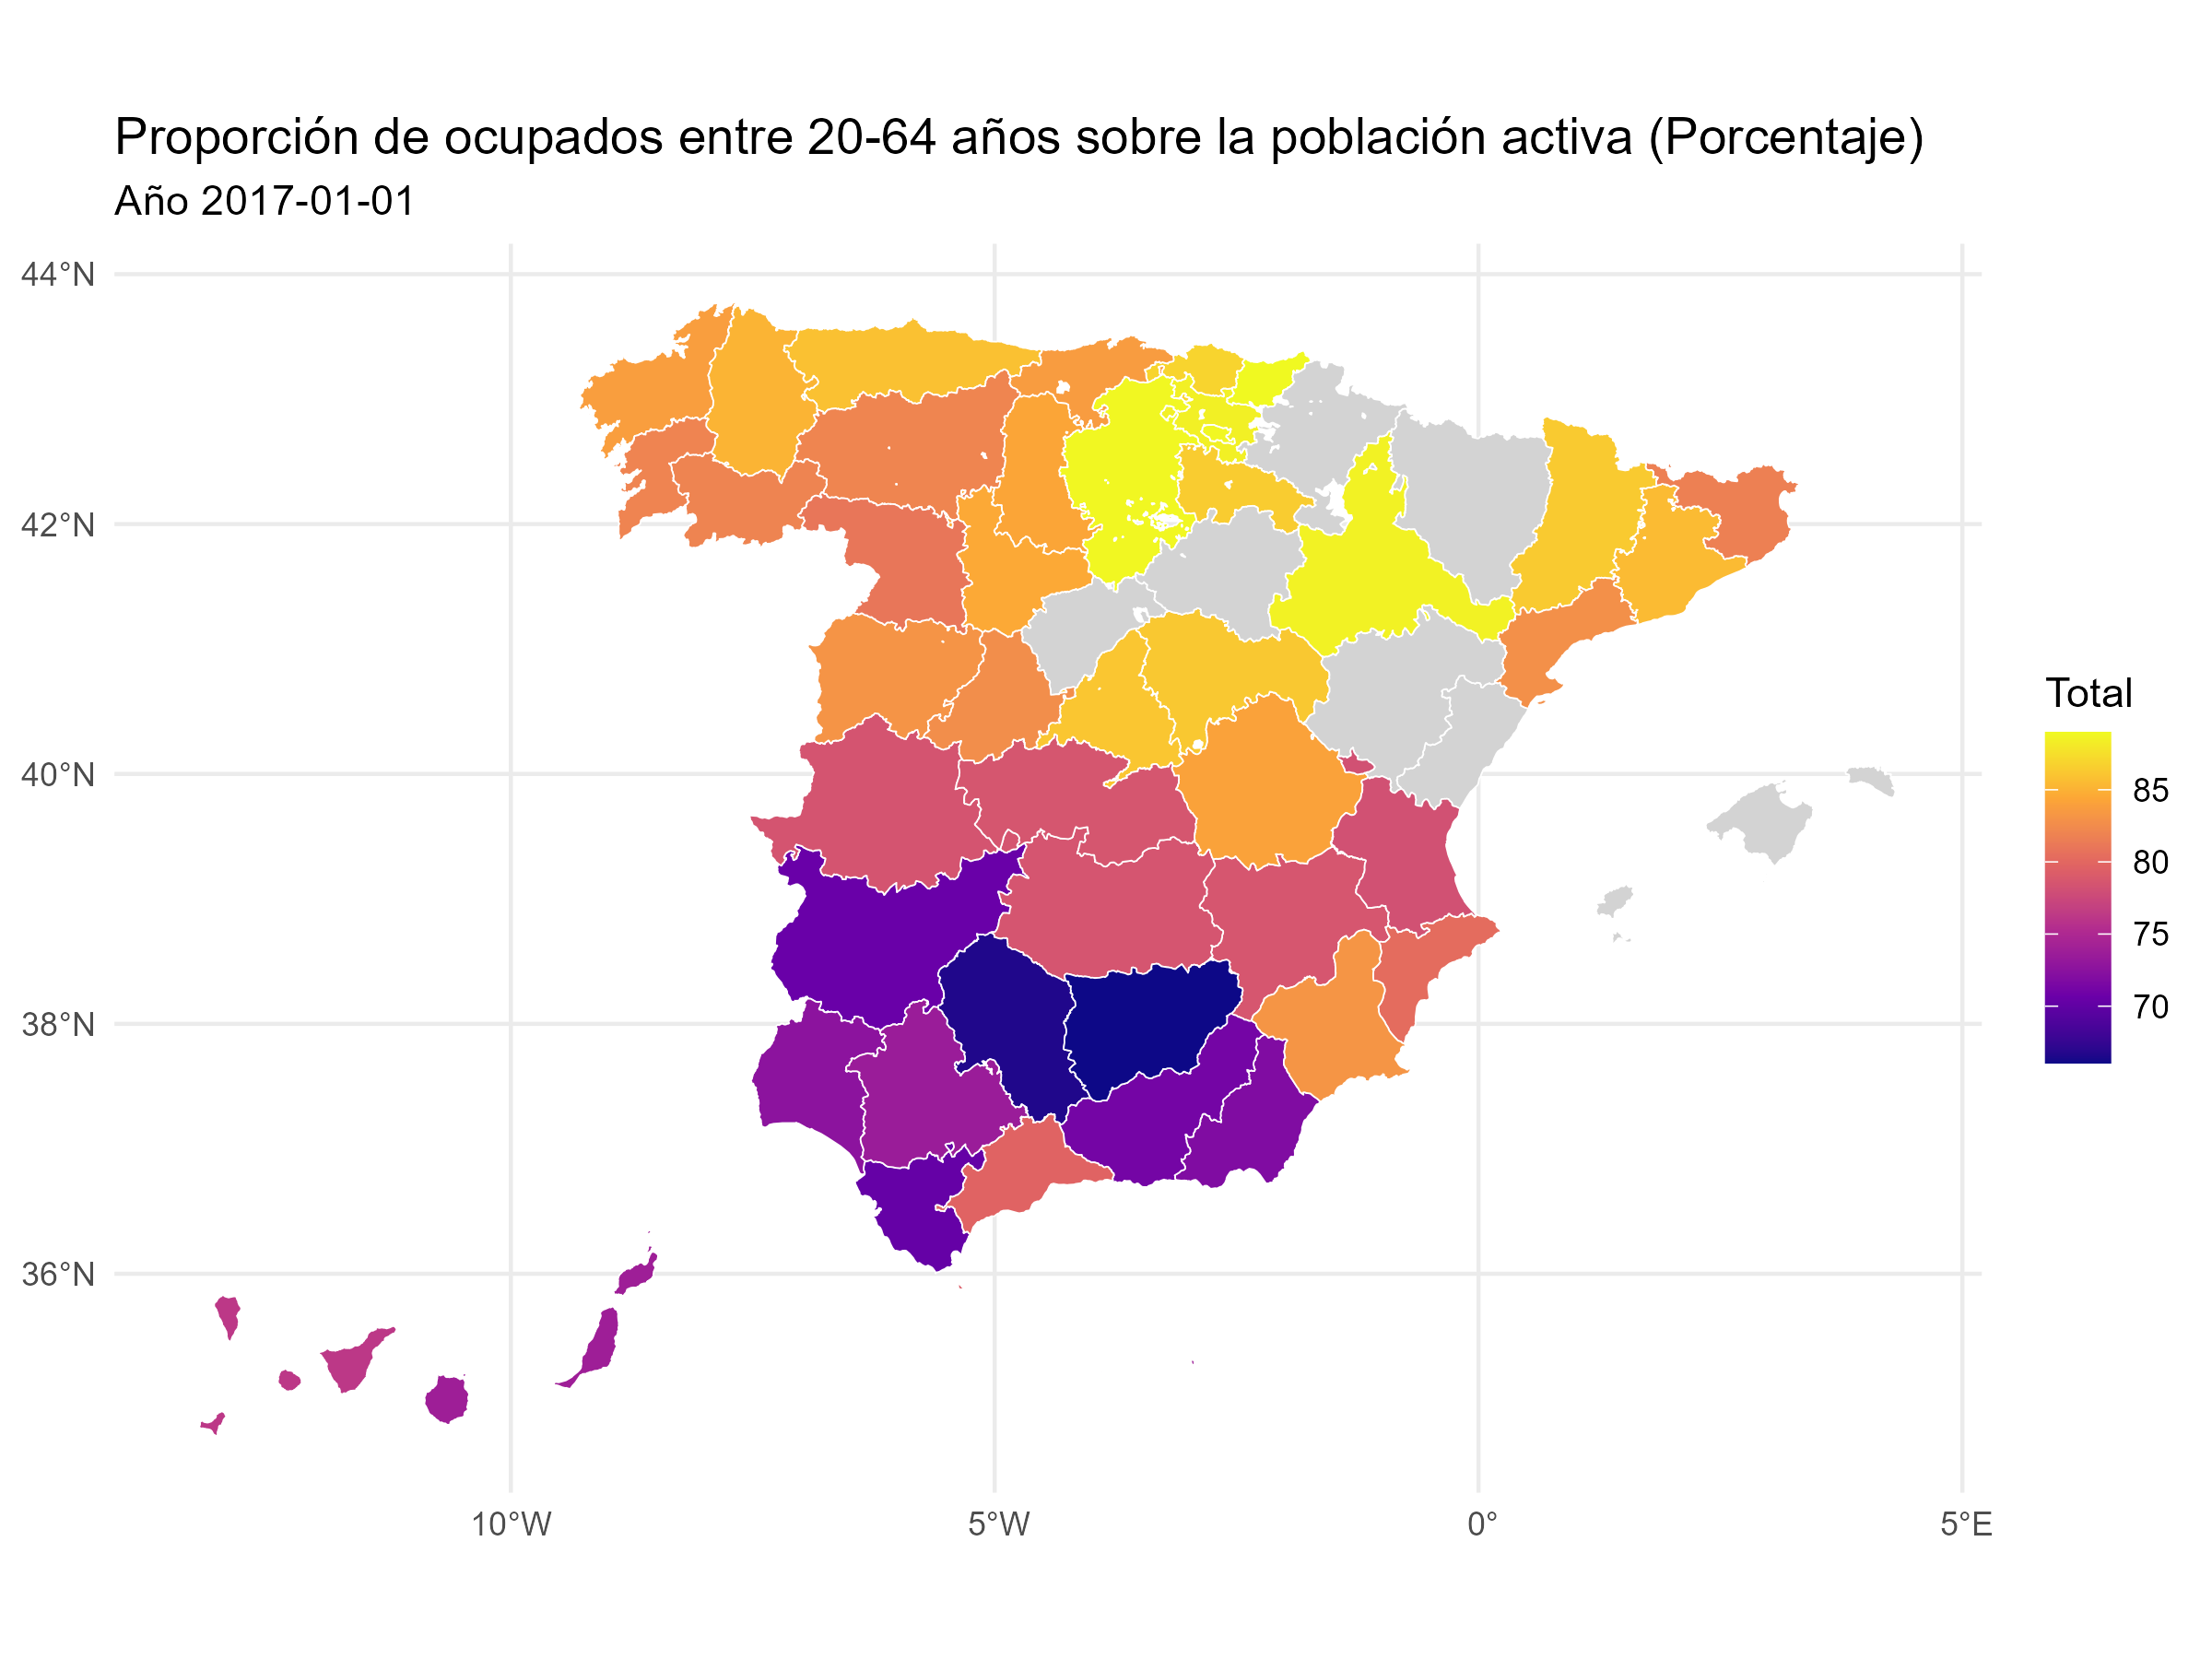 Proporción de ocupados entre 20-64 años sobre la población activa (Porcentaje)
Año 2017-01-01
44°N
42°N
40°N
38°N
36°N
10°W
5°W
0°
5°E
Total
85
80
75
70